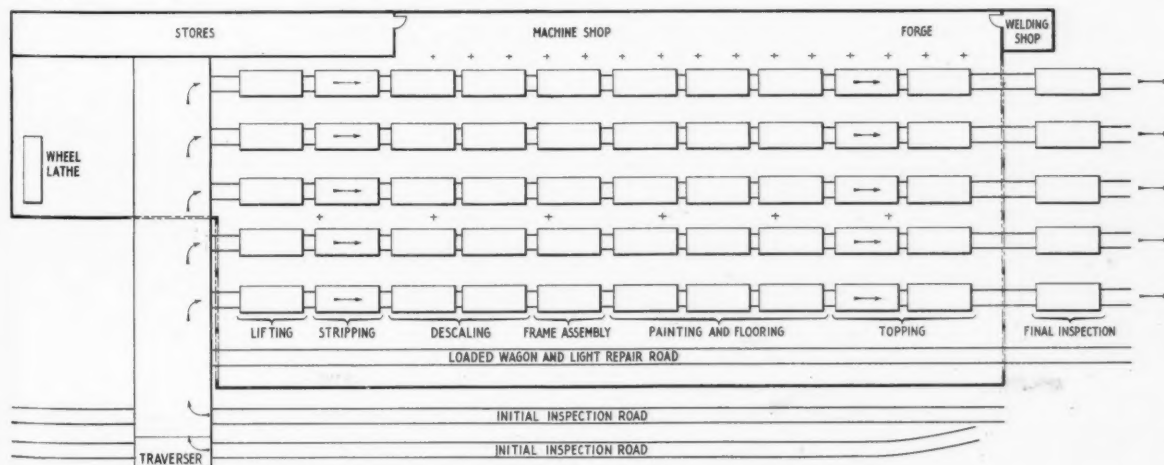 STORES
MACHINE SHOP
FORGE
WELDING
SHOP
WHEEL
LATHE
LIFTING
STRIPPING
DESCALING
FRAME ASSEMBLY
PAINTING AND FLOORING
TOPPING
FINAL INSPECTION
LOADED WAGON AND LIGHT REPAIR ROAD
INITIAL INSPECTION ROAD
INITIAL INSPECTION ROAD
TRAVERSER